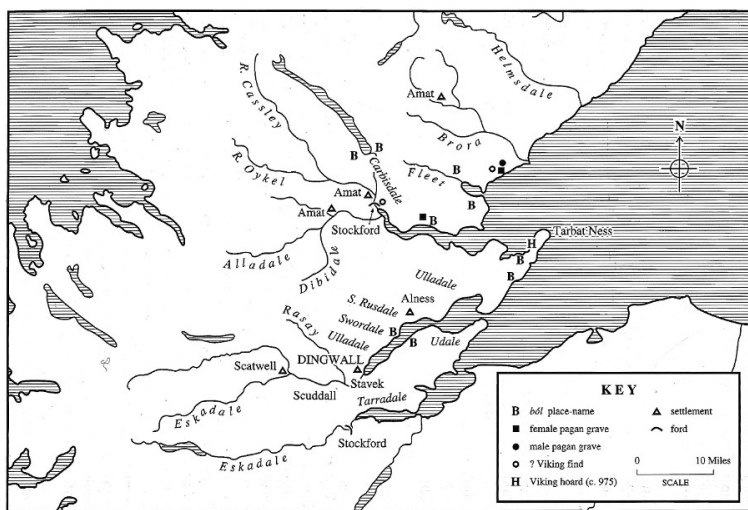 Helmsdale
R. Cassley
Amat
Brora
N
B
B
Carbisdale
Fleet
B
R. Oykel
Amat
B
Amat
B
Stockford
Tarbat Ness
H
B
Alladale
Dibidale
Ulladale
B
Rasay
S. Rusdale
Alness
Swordale
B
Ulladale
B
Udale
DINGWALL
Scatwell
Stavek
Scuddall
Tarradale
Eskadale
Stockford
Eskadale
KEY
B ból place-name
settlement
female pagan grave
ford
male pagan grave
? Viking find
0 10 Miles
H Viking hoard (c. 975)
SCALE